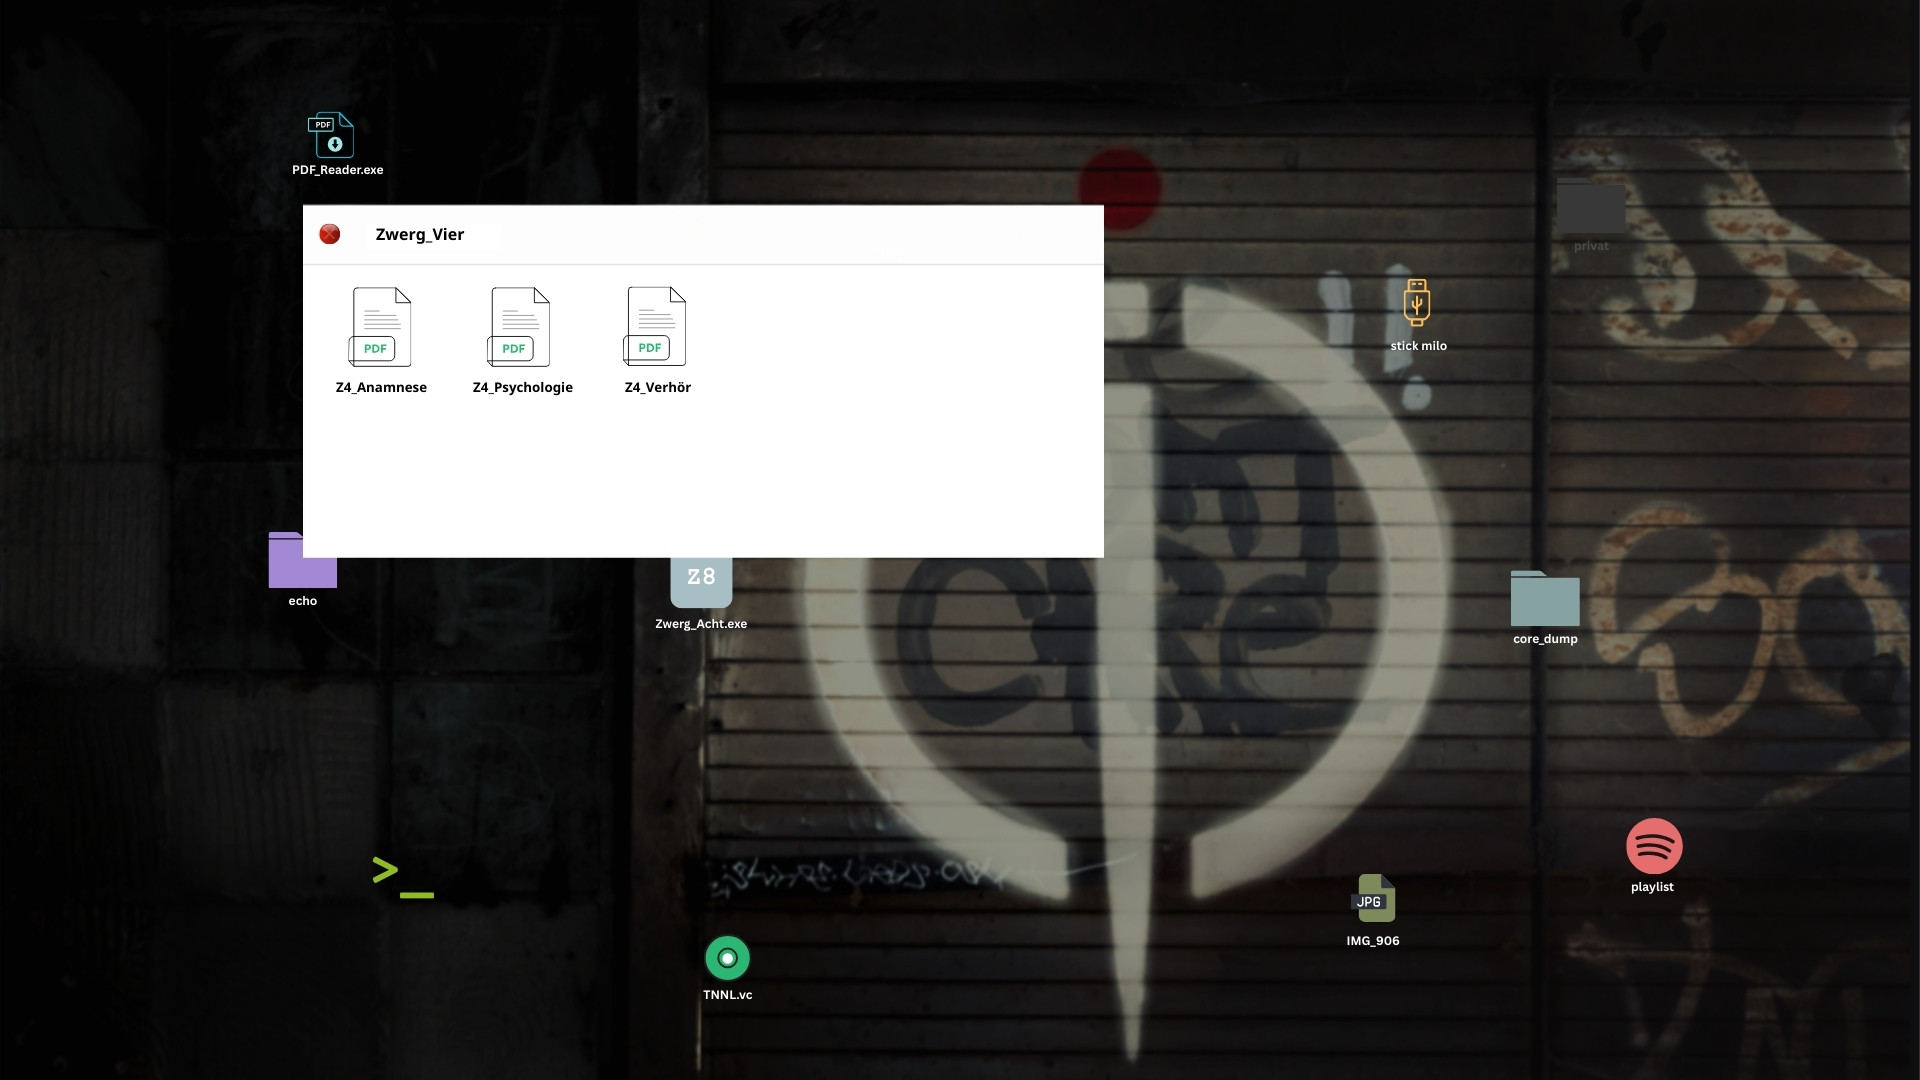 PDF
PDF_Reader.exe
Zwerg_Vier
privat
PDF
PDF
PDF
stick milo
Z4_Anamnese
Z4_Psychologie
Z4_Verhör
echo
Z8
Zwerg_Acht.exe
core_dump
>_
playlist
JPG
IMG_906
TNNL.vc